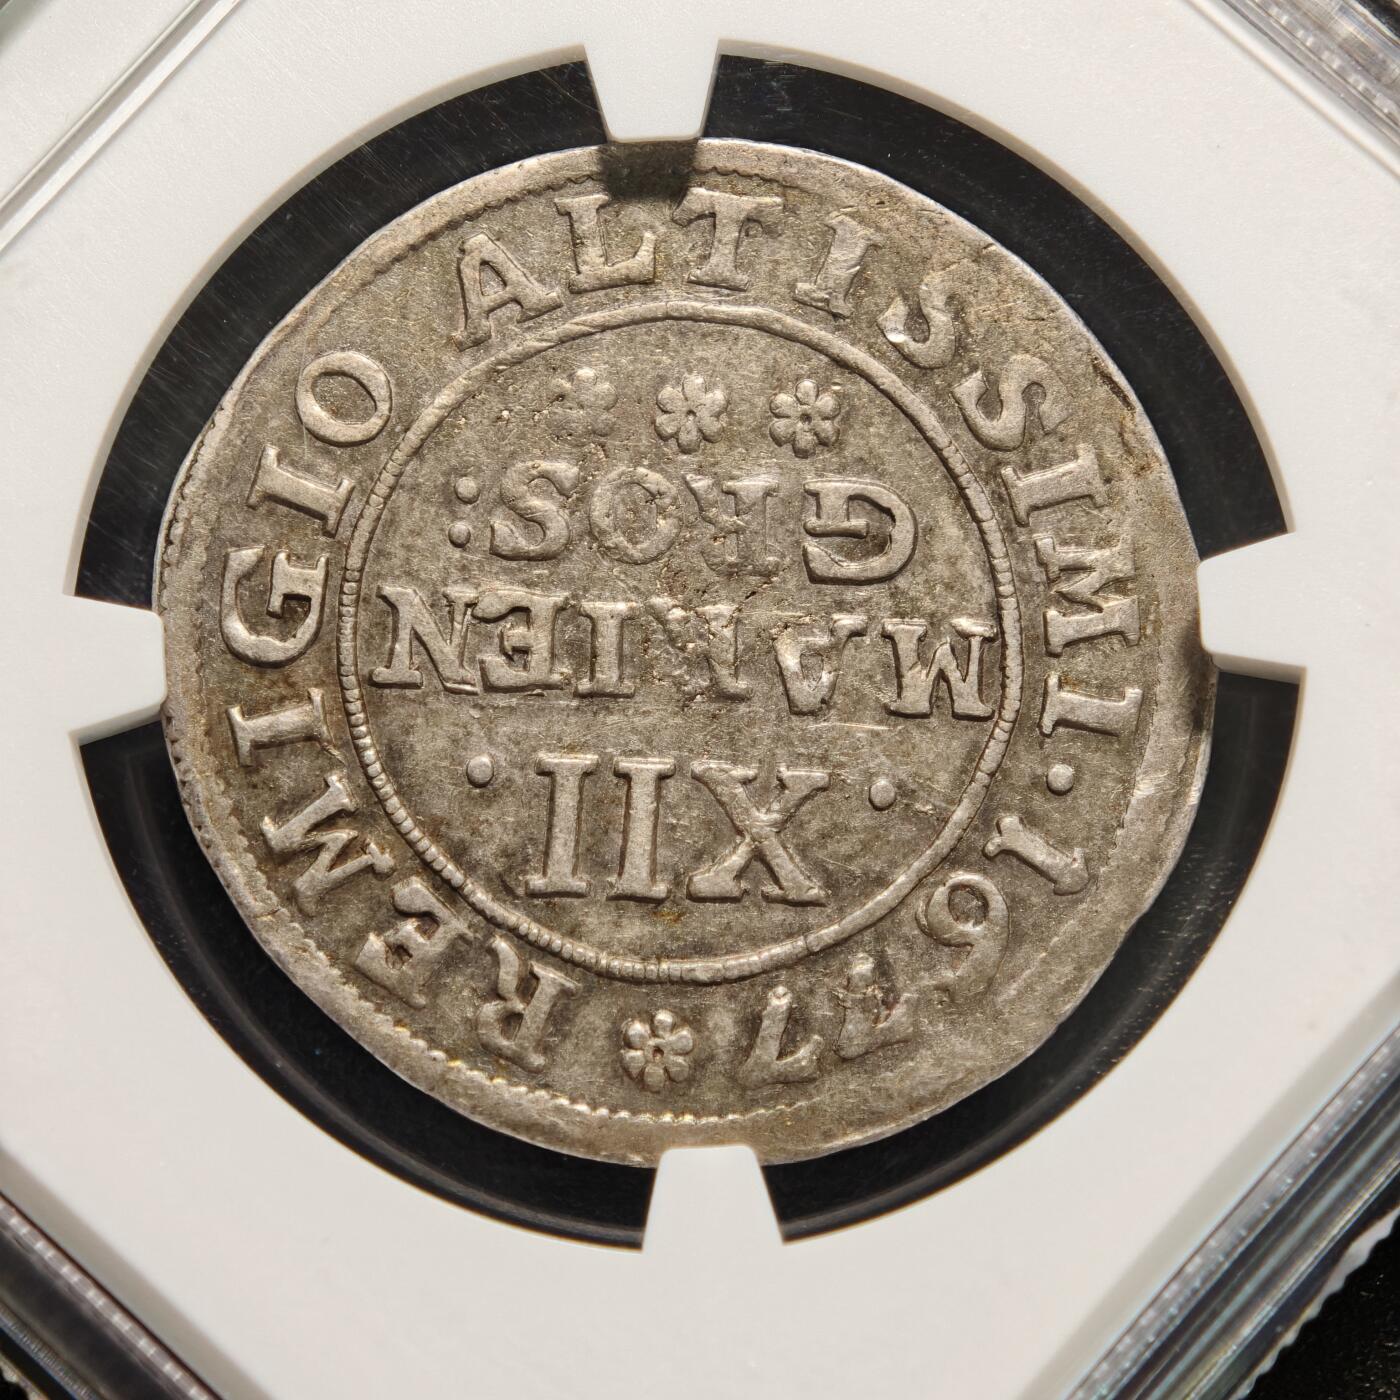 REMIGIO ALTISSIMI·1677
·XII·
MARIEN
GROS: